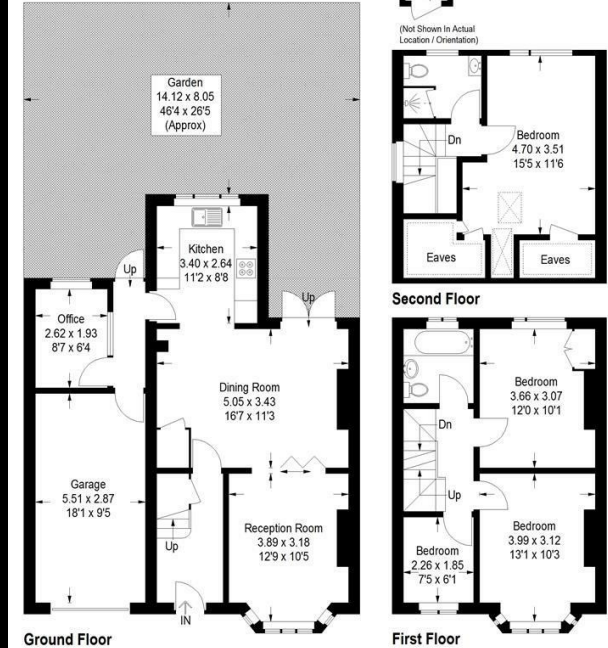 (Not Shown In Actual
Location / Orientation)
Garden
14.12 x 8.05
46'4 x 26'5
(Approx)
Dn
Bedroom
4.70 x 3.51
15'5 x 11'6
Eaves
Eaves
Second Floor
Kitchen
3.40 x 2.64
11'2 x 8'8
Up
Up
Office
2.62 x 1.93
8'7 x 6'4
Dining Room
5.05 x 3.43
16'7 x 11'3
Garage
5.51 x 2.87
18'1 x 9'5
Reception Room
3.89 x 3.18
12'9 x 10'5
Up
IN
Ground Floor
Bedroom
3.66 x 3.07
12'0 x 10'1
Dn
Up
Bedroom
2.26 x 1.85
7'5 x 6'1
Bedroom
3.99 x 3.12
13'1 x 10'3
First Floor